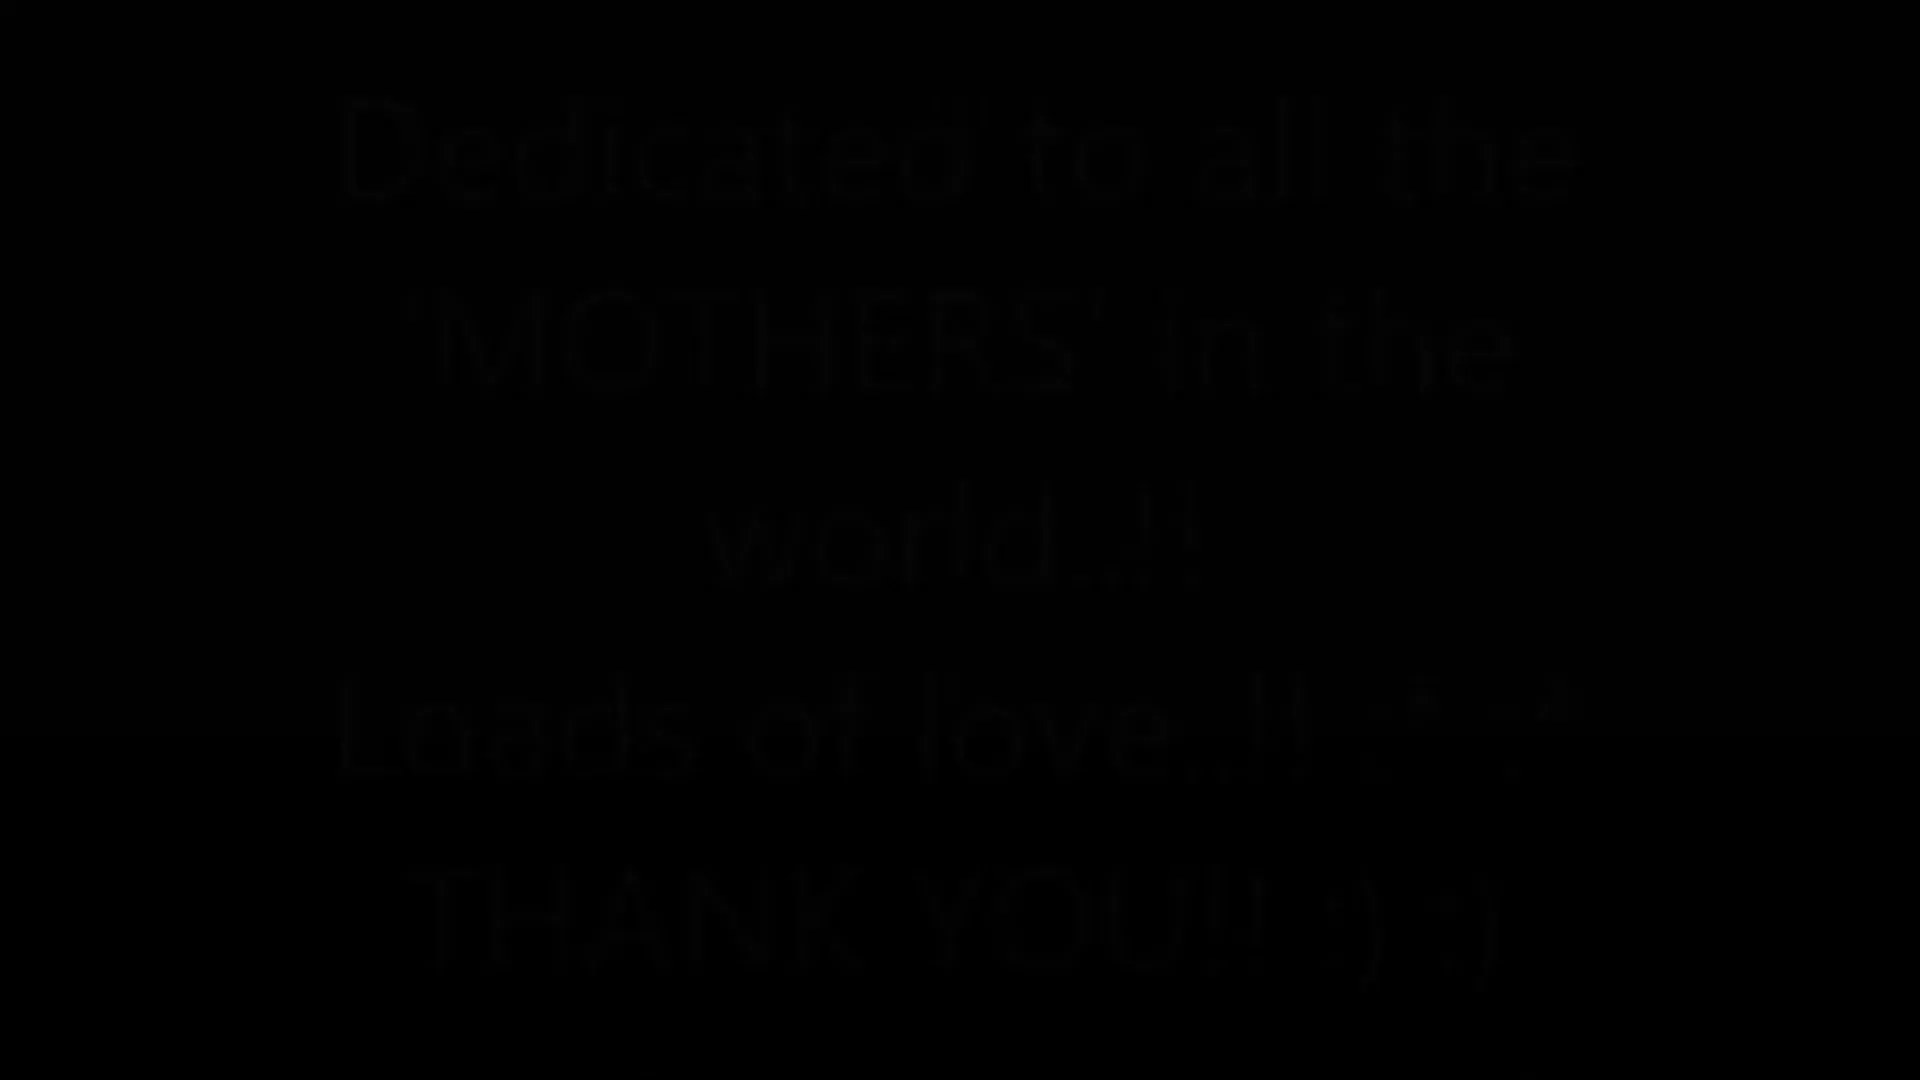 Dedicated to all the
'MOTHERS' in the
world...!!
Loads of love...!! :* :*
THANK YOU!! :) :)